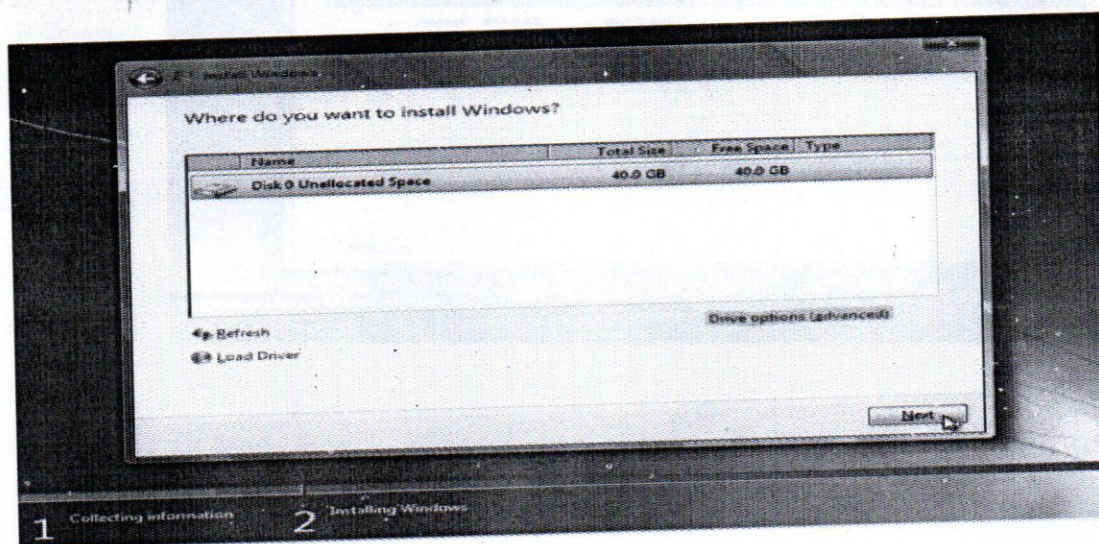 Install Windows
Where do you want to install Windows?
Name Total Size Free Space Type
Disk 0 Unallocated Space 40.0 GB 40.0 GB
Refresh
Drive options (advanced)
Load Driver
Next
1 Collecting information 2 Installing Windows